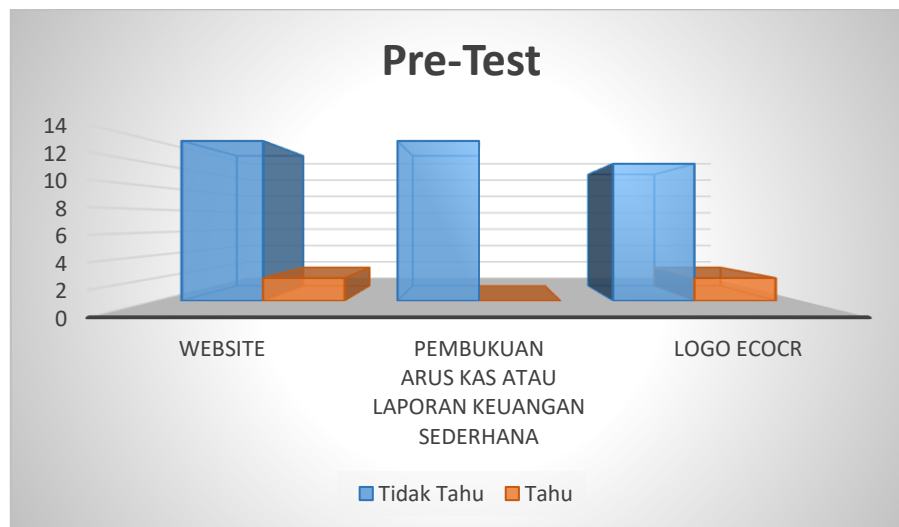 Pre-Test
14
12
10
8
6
4
2
0
WEBSITE
PEMBUKUAN
ARUS KAS ATAU
LAPORAN KEUANGAN
SEDERHANA
LOGO ECOCR
Tidak Tahu
Tahu